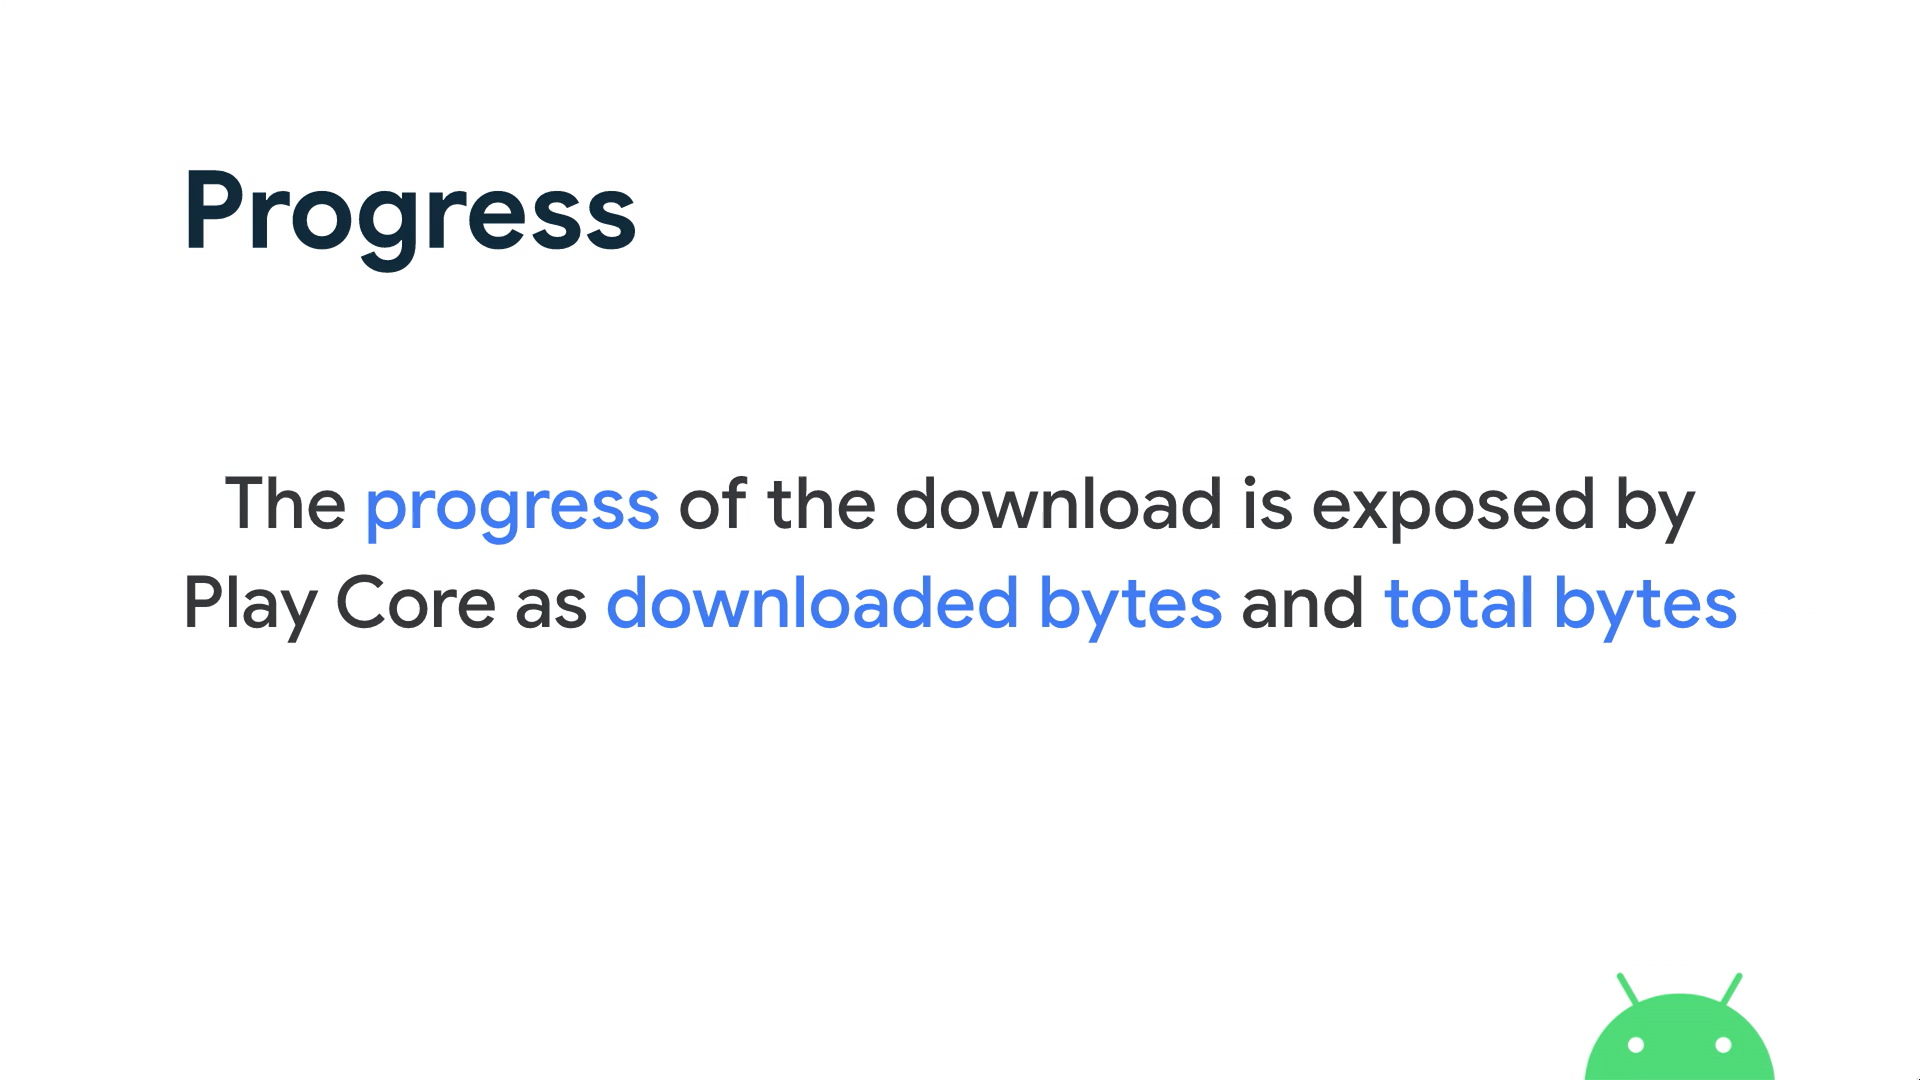 Progress
The progress of the download is exposed by
Play Core as downloaded bytes and total bytes